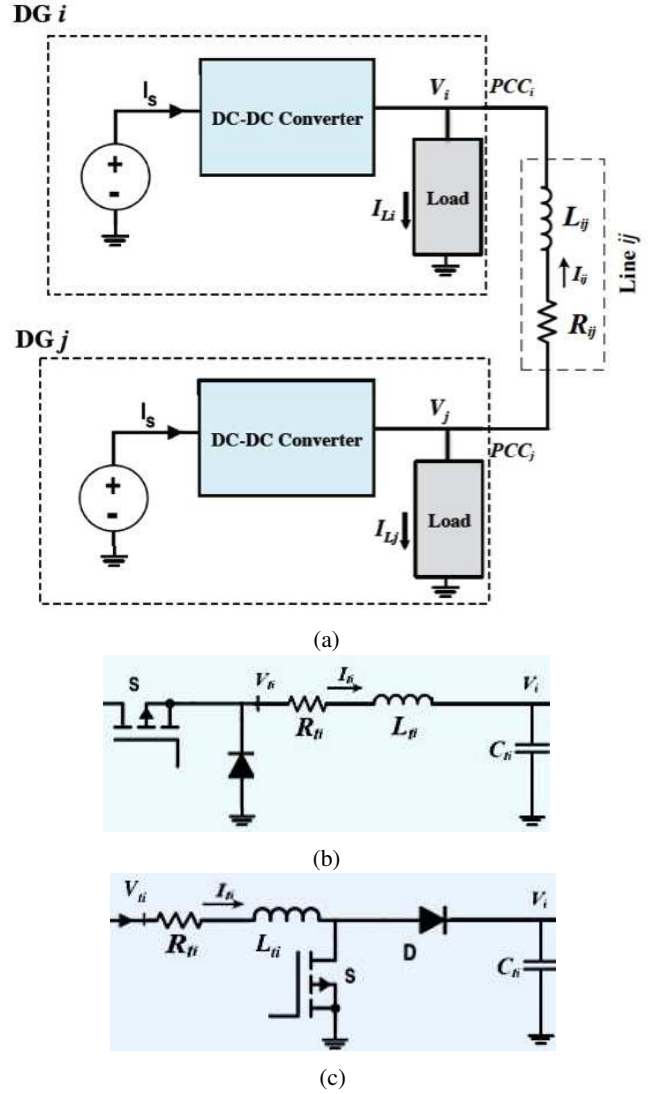 DG i
I_s
DC-DC Converter
V_i
PCC_i
+
-
I_Li
Load
L_ij
I_ij
R_ij
Line ij
DG j
I_s
DC-DC Converter
V_j
PCC_j
+
-
I_Lj
Load
(a)
S
V_ti
I_ti
R_ti
L_ti
V_i
C_ti
(b)
V_ti
I_ti
R_ti
L_ti
S
D
V_i
C_ti
(c)